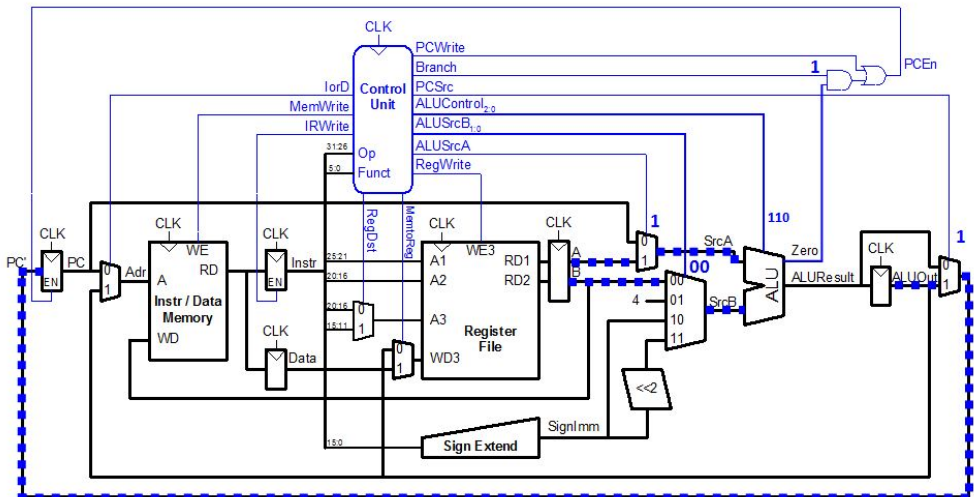 CLK
PCWrite
Branch
1
PCEn
IorD
Control
PCSrc
MemWrite
Unit
ALUControl2:0
IRWrite
ALUSrcB1:0
31:26
Op
ALUSrcA
5:0
Funct
RegWrite
RegDst
MemtoReg
CLK
CLK
CLK
CLK
CLK
1
110
1
SrcA
Zero
CLK
PC'
PC
EN
0
1
Adr
WE
A
RD
Instr / Data
Memory
WD
EN
Instr
25:21
A1
WE3
RD1
A
0
1
20:16
A2
RD2
B
00
00
4
01
SrcB
10
11
ALU
ALUResult
ALUOut
0
1
20:16
0
15:11
1
A3
Register
File
CLK
Data
0
1
WD3
<<2
15:0
Sign Extend
SignImm